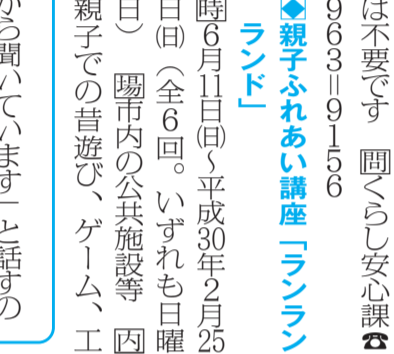 は不要です　問くらし安心課☎
963＝9156
◆親子ふれあい講座「ランラン
ランド」
時6月11日㈰〜平成30年2月25
日㈰（全6回。いずれも日曜
日）　場市内の公共施設等　内
親子での昔遊び、ゲーム、工
から聞いています」と話すの